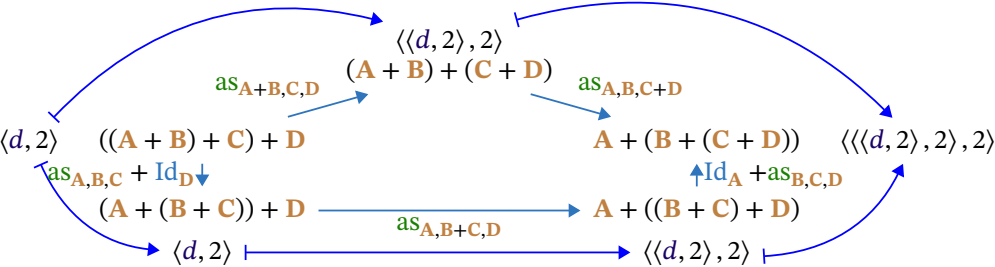 ⟨⟨d, 2⟩ , 2⟩
(A + B) + (C + D)
as_{A+B,C,D} as_{A,B,C+D}
⟨d, 2⟩ ((A + B) + C) + D A + (B + (C + D)) ⟨⟨⟨d, 2⟩ , 2⟩ , 2⟩
as_{A,B,C} + Id_D Id_A +as_{B,C,D}
(A + (B + C)) + D A + ((B + C) + D)
as_{A,B+C,D}
⟨d, 2⟩ ⟨⟨d, 2⟩ , 2⟩